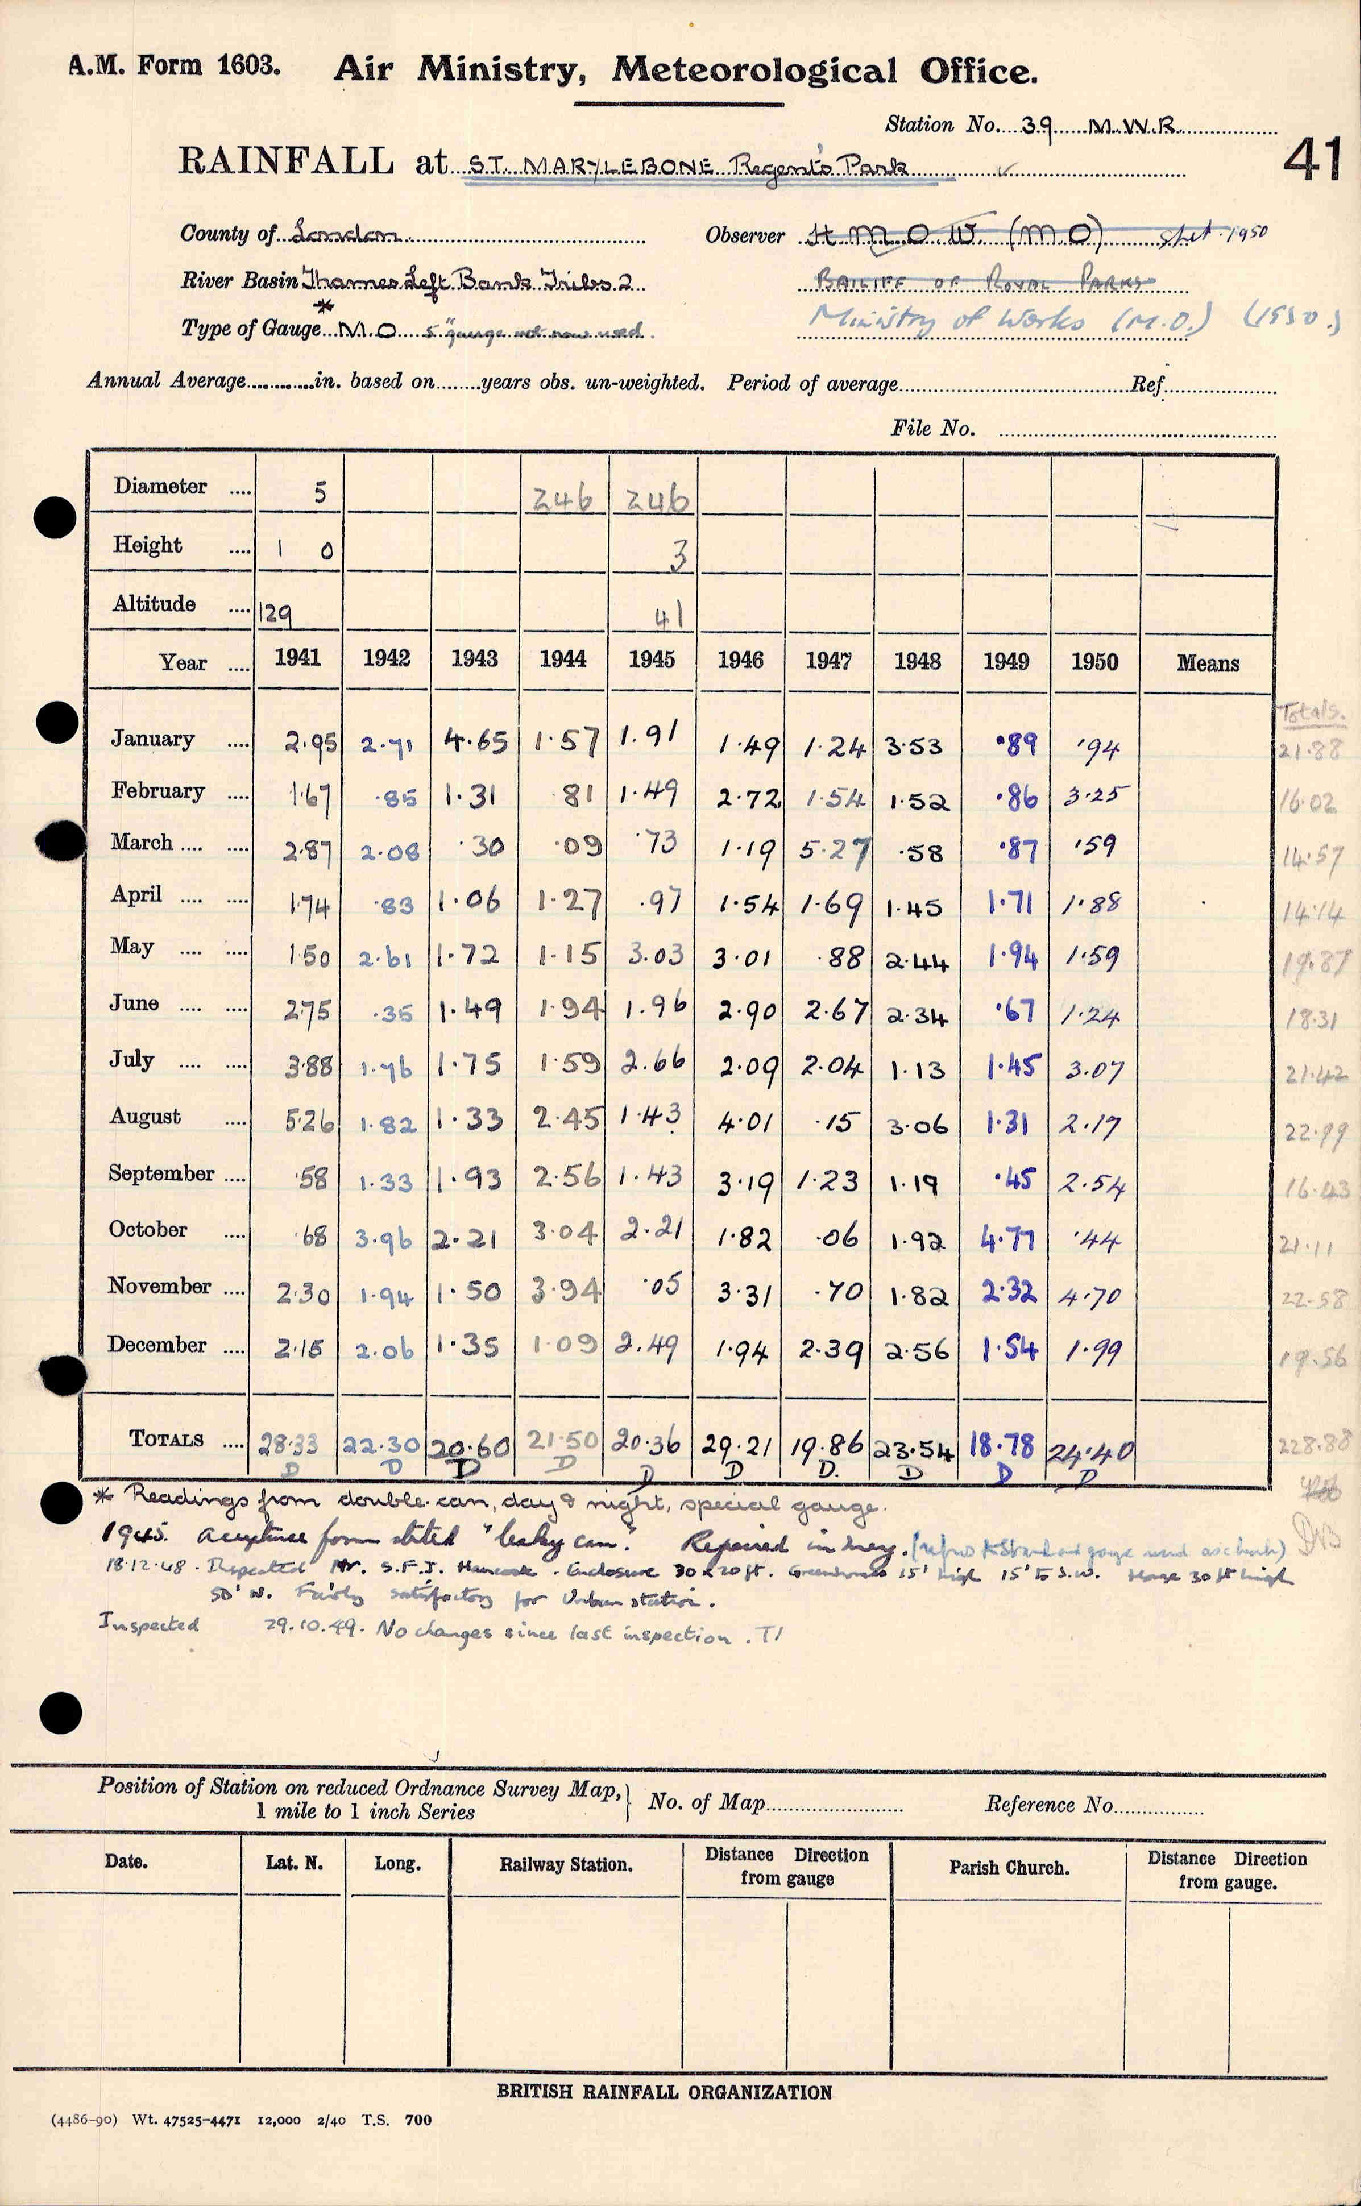 A.M. Form 1603. Air Ministry, Meteorological Office.
Station No. 39 M.W.R.
41
RAINFALL at ST. MARYLEBONE Regent's Park
County of London Observer H M O W. (M.O) Sept. 1950
River Basin Thames Left Bank Tribs 2 BAILIFF OF ROYAL PARKS
Type of Gauge * M.O 5" gauge not now used. Ministry of Works (M.O.) (1950.)
Annual Average in. based on years obs. un-weighted. Period of average Ref.
File No.
Diameter .... 5 246 246
Height .... 1 0 3
Altitude .... 129 41
Year .... 1941 1942 1943 1944 1945 1946 1947 1948 1949 1950 Means
Totals.
January .... 2.95 2.71 4.65 1.57 1.91 1.49 1.24 3.53 .89 .94 21.88
February .... 1.67 .85 1.31 81 1.49 2.72 1.54 1.52 .86 3.25 16.02
March .... .... 2.87 2.08 .30 .09 .73 1.19 5.27 .58 .87 .59 14.57
April .... .... 1.74 .83 1.06 1.27 .97 1.54 1.69 1.45 1.71 1.88 14.14
May .... .... 1.50 2.61 1.72 1.15 3.03 3.01 .88 2.44 1.94 1.59 19.87
June .... .... 2.75 .35 1.49 1.94 1.96 2.90 2.67 2.34 .67 1.24 18.31
July .... .... 3.88 1.76 1.75 1.59 2.66 2.09 2.04 1.13 1.45 3.07 21.42
August .... 5.26 1.82 1.33 2.45 1.43 4.01 .15 3.06 1.31 2.17 22.99
September .... .58 1.33 1.93 2.56 1.43 3.19 1.23 1.19 .45 2.54 16.43
October .... .68 3.96 2.21 3.04 2.21 1.82 .06 1.92 4.77 .44 21.11
November .... 2.30 1.94 1.50 3.94 .05 3.31 .70 1.82 2.32 4.70 22.58
December .... 2.15 2.06 1.35 1.09 2.49 1.94 2.39 2.56 1.54 1.99 19.56
TOTALS .... 28.33 22.30 20.60 21.50 20.36 29.21 19.86 23.54 18.78 24.40 228.88
D D D D D D D. D D D
* Readings from double can, day & night, special gauge.
1945. acceptance form stated "leaky can." Repaired in
18.12.48. Inspected Mr. S.F.J. Hancock. Enclosure 30 x 20 ft. Greenhouse 15' high 15' to S.W. House 30 ft high
50' W. Fairly satisfactory for Urban station.
Inspected 29.10.49. No changes since last inspection. TI
Position of Station on reduced Ordnance Survey Map, 1 mile to 1 inch Series No. of Map Reference No.
Date. Lat. N. Long. Railway Station. Distance from gauge Direction Parish Church. Distance Direction from gauge.
BRITISH RAINFALL ORGANIZATION
(4486-90) Wt. 47525-4471 12,000 2/40 T.S. 700